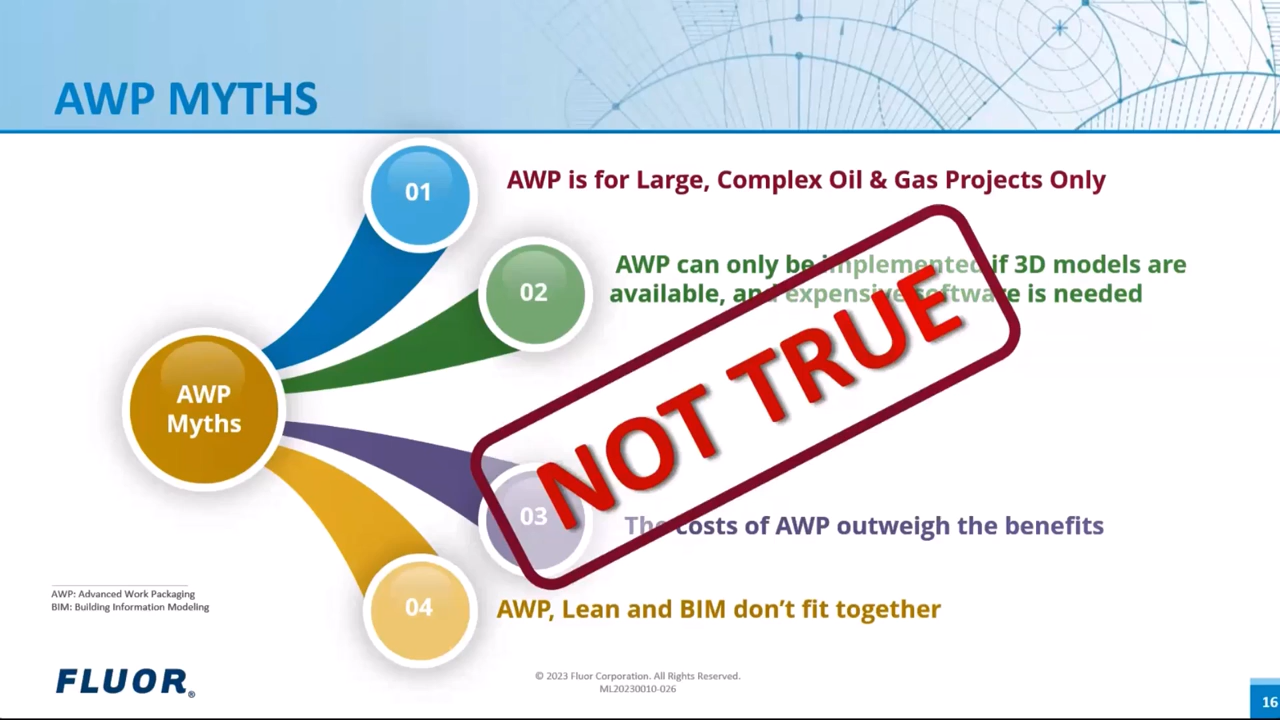 AWP MYTHS
01
AWP is for Large, Complex Oil & Gas Projects Only
02
AWP can only be implemented if 3D models are
available, and expensive software is needed
AWP
Myths
NOT TRUE
03
The costs of AWP outweigh the benefits
04
AWP, Lean and BIM don’t fit together
AWP: Advanced Work Packaging
BIM: Building Information Modeling
FLUOR®
© 2023 Fluor Corporation. All Rights Reserved.
ML20230010-026
16